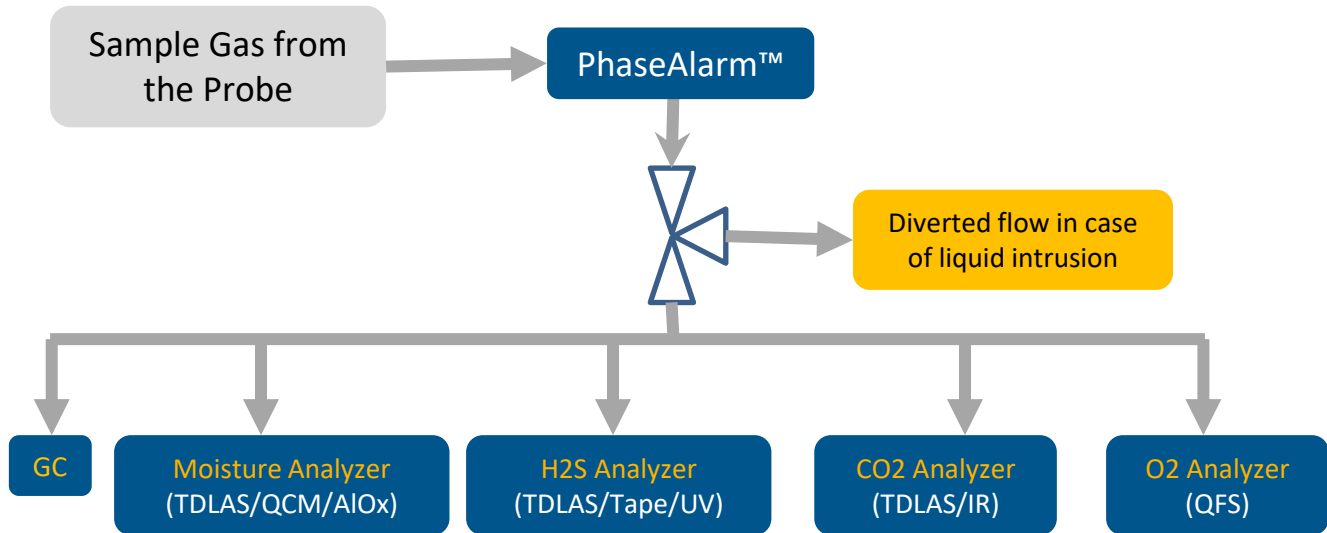 Sample Gas from
the Probe
PhaseAlarm™
Diverted flow in case
of liquid intrusion
GC
Moisture Analyzer
(TDLAS/QCM/AlOx)
H2S Analyzer
(TDLAS/Tape/UV)
CO2 Analyzer
(TDLAS/IR)
O2 Analyzer
(QFS)